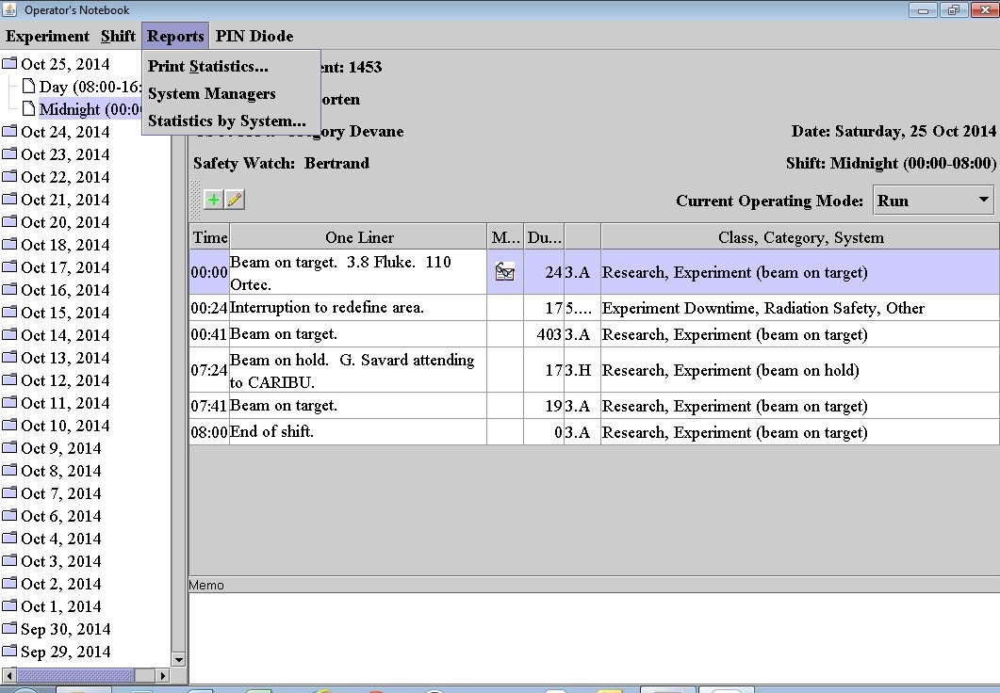 Operator's Notebook
Experiment Shift Reports PIN Diode
Print Statistics...
System Managers
Statistics by System...
Oct 25, 2014
Day (08:00-16:
Midnight (00:0
Oct 24, 2014
Oct 23, 2014
Oct 22, 2014
Oct 21, 2014
Oct 20, 2014
Oct 18, 2014
Oct 17, 2014
Oct 16, 2014
Oct 15, 2014
Oct 14, 2014
Oct 13, 2014
Oct 12, 2014
Oct 11, 2014
Oct 10, 2014
Oct 9, 2014
Oct 8, 2014
Oct 7, 2014
Oct 6, 2014
Oct 4, 2014
Oct 3, 2014
Oct 2, 2014
Oct 1, 2014
Sep 30, 2014
Sep 29, 2014
ent: 1453
orten
Devane
Date: Saturday, 25 Oct 2014
Safety Watch: Bertrand
Shift: Midnight (00:00-08:00)
Current Operating Mode: Run
Time One Liner M... Du... Class, Category, System
00:00 Beam on target. 3.8 Fluke. 110 Ortec. 24 3.A Research, Experiment (beam on target)
00:24 Interruption to redefine area. 17 5.... Experiment Downtime, Radiation Safety, Other
00:41 Beam on target. 403 3.A Research, Experiment (beam on target)
07:24 Beam on hold. G. Savard attending to CARIBU. 17 3.H Research, Experiment (beam on hold)
07:41 Beam on target. 19 3.A Research, Experiment (beam on target)
08:00 End of shift. 0 3.A Research, Experiment (beam on target)
Memo